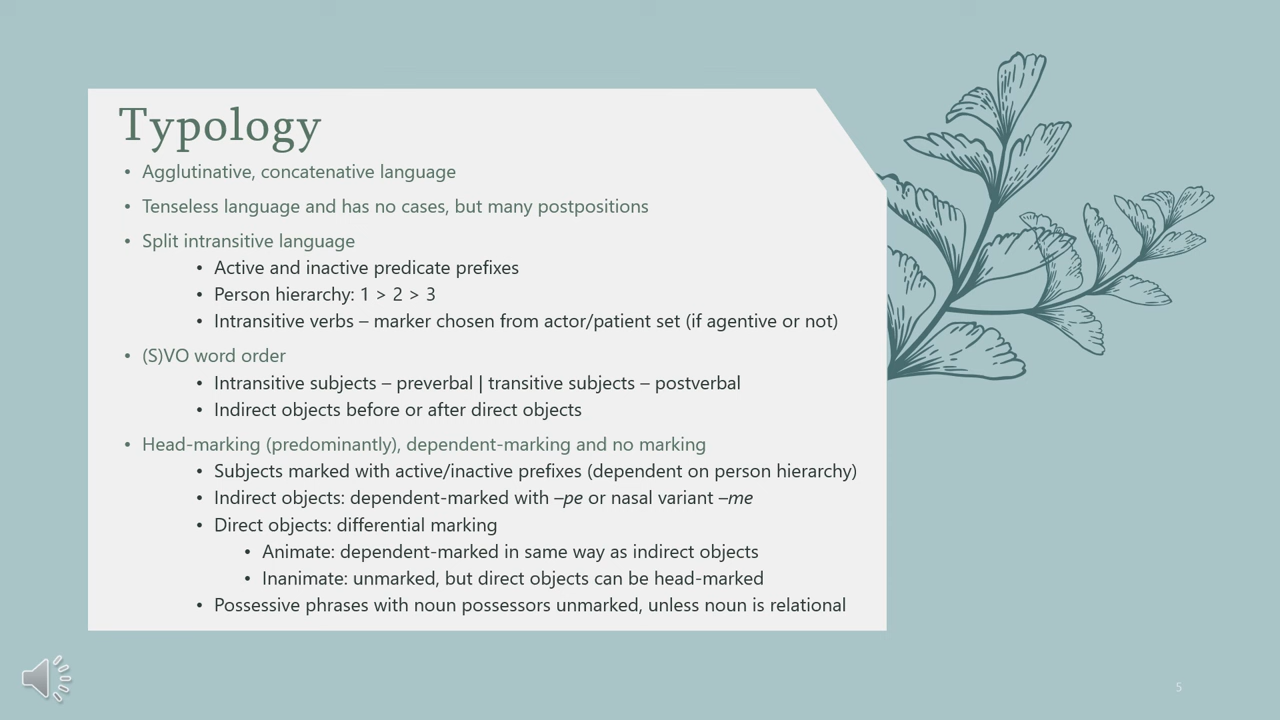 Typology
• Agglutinative, concatenative language
• Tenseless language and has no cases, but many postpositions
• Split intransitive language
• Active and inactive predicate prefixes
• Person hierarchy: 1 > 2 > 3
• Intransitive verbs – marker chosen from actor/patient set (if agentive or not)
• (S)VO word order
• Intransitive subjects – preverbal | transitive subjects – postverbal
• Indirect objects before or after direct objects
• Head-marking (predominantly), dependent-marking and no marking
• Subjects marked with active/inactive prefixes (dependent on person hierarchy)
• Indirect objects: dependent-marked with –pe or nasal variant –me
• Direct objects: differential marking
• Animate: dependent-marked in same way as indirect objects
• Inanimate: unmarked, but direct objects can be head-marked
• Possessive phrases with noun possessors unmarked, unless noun is relational
5